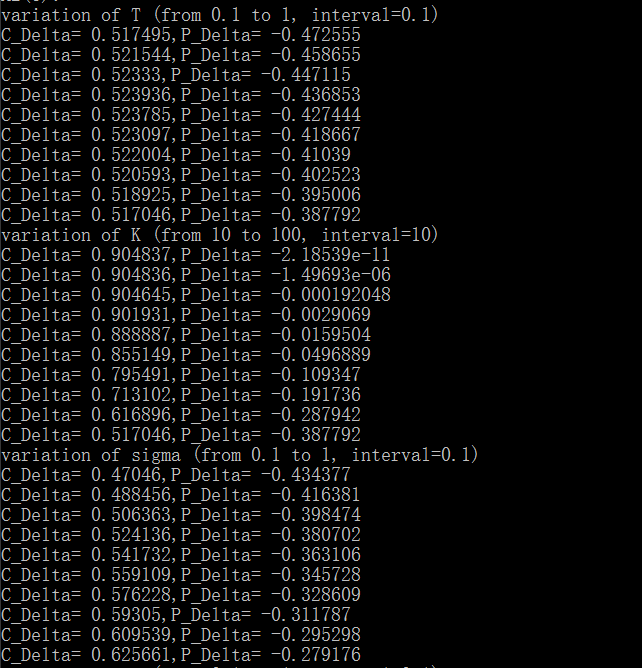 variation of T (from 0.1 to 1, interval=0.1)
C_Delta= 0.517495,P_Delta= -0.472555
C_Delta= 0.521544,P_Delta= -0.458655
C_Delta= 0.52333,P_Delta= -0.447115
C_Delta= 0.523936,P_Delta= -0.436853
C_Delta= 0.523785,P_Delta= -0.427444
C_Delta= 0.523097,P_Delta= -0.418667
C_Delta= 0.522004,P_Delta= -0.41039
C_Delta= 0.520593,P_Delta= -0.402523
C_Delta= 0.518925,P_Delta= -0.395006
C_Delta= 0.517046,P_Delta= -0.387792
variation of K (from 10 to 100, interval=10)
C_Delta= 0.904837,P_Delta= -2.18539e-11
C_Delta= 0.904836,P_Delta= -1.49693e-06
C_Delta= 0.904645,P_Delta= -0.000192048
C_Delta= 0.901931,P_Delta= -0.0029069
C_Delta= 0.888887,P_Delta= -0.0159504
C_Delta= 0.855149,P_Delta= -0.0496889
C_Delta= 0.795491,P_Delta= -0.109347
C_Delta= 0.713102,P_Delta= -0.191736
C_Delta= 0.616896,P_Delta= -0.287942
C_Delta= 0.517046,P_Delta= -0.387792
variation of sigma (from 0.1 to 1, interval=0.1)
C_Delta= 0.47046,P_Delta= -0.434377
C_Delta= 0.488456,P_Delta= -0.416381
C_Delta= 0.506363,P_Delta= -0.398474
C_Delta= 0.524136,P_Delta= -0.380702
C_Delta= 0.541732,P_Delta= -0.363106
C_Delta= 0.559109,P_Delta= -0.345728
C_Delta= 0.576228,P_Delta= -0.328609
C_Delta= 0.59305,P_Delta= -0.311787
C_Delta= 0.609539,P_Delta= -0.295298
C_Delta= 0.625661,P_Delta= -0.279176